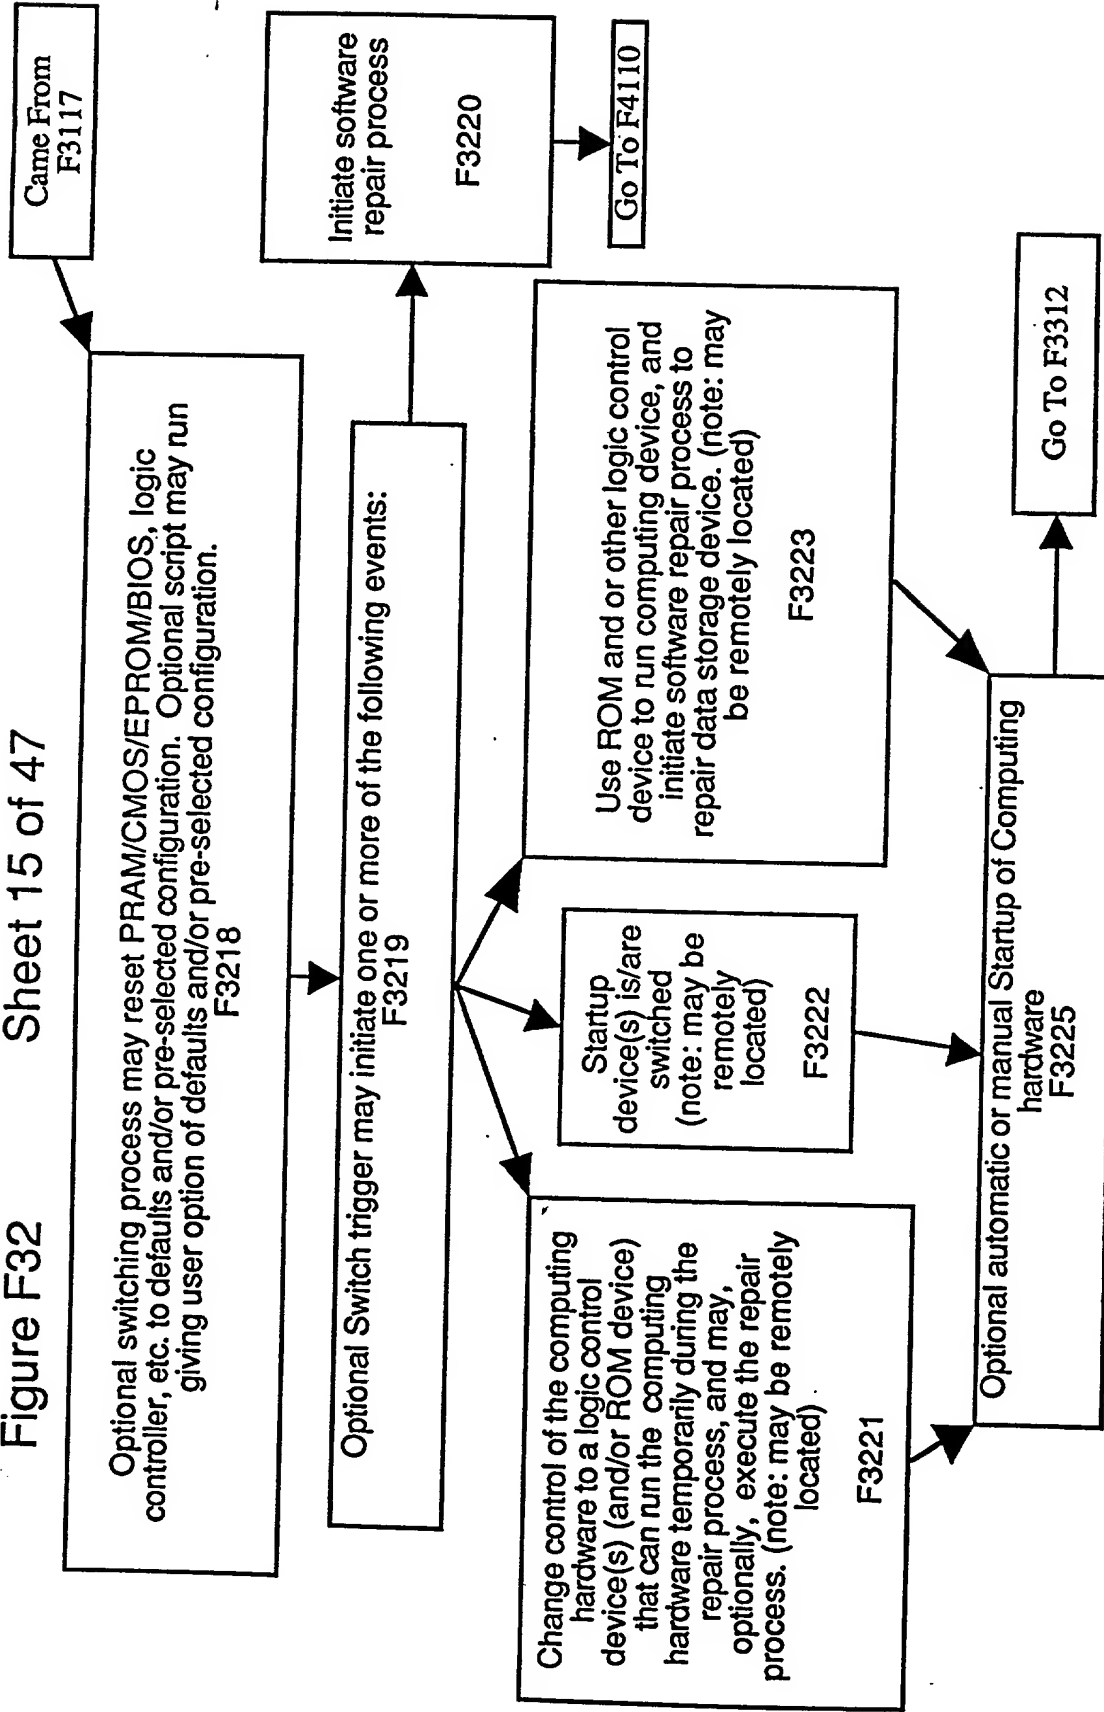 Figure F32
Sheet 15 of 47
Came From
F3117
Optional switching process may reset PRAM/CMOS/EPROM/BIOS, logic
controller, etc. to defaults and/or pre-selected configuration. Optional script may run
giving user option of defaults and/or pre-selected configuration.
F3218
Optional Switch trigger may initiate one or more of the following events:
F3219
Initiate software
repair process
F3220
Go To F4110
Change control of the computing
hardware to a logic control
device(s) (and/or ROM device)
that can run the computing
hardware temporarily during the
repair process, and may,
optionally, execute the repair
process. (note: may be remotely
located)
F3221
Startup
device(s) is/are
switched
(note: may be
remotely
located)
F3222
Use ROM and or other logic control
device to run computing device, and
initiate software repair process to
repair data storage device. (note: may
be remotely located)
F3223
Optional automatic or manual Startup of Computing
hardware
F3225
Go To F3312